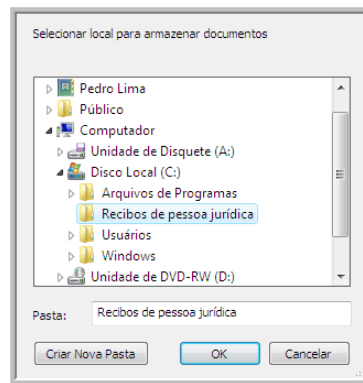 Selecionar local para armazenar documentos
Pedro Lima
Público
Computador
Unidade de Disquete (A:)
Disco Local (C:)
Arquivos de Programas
Recibos de pessoa jurídica
Usuários
Windows
Unidade de DVD-RW (D:)
Pasta: Recibos de pessoa jurídica
Criar Nova Pasta OK Cancelar